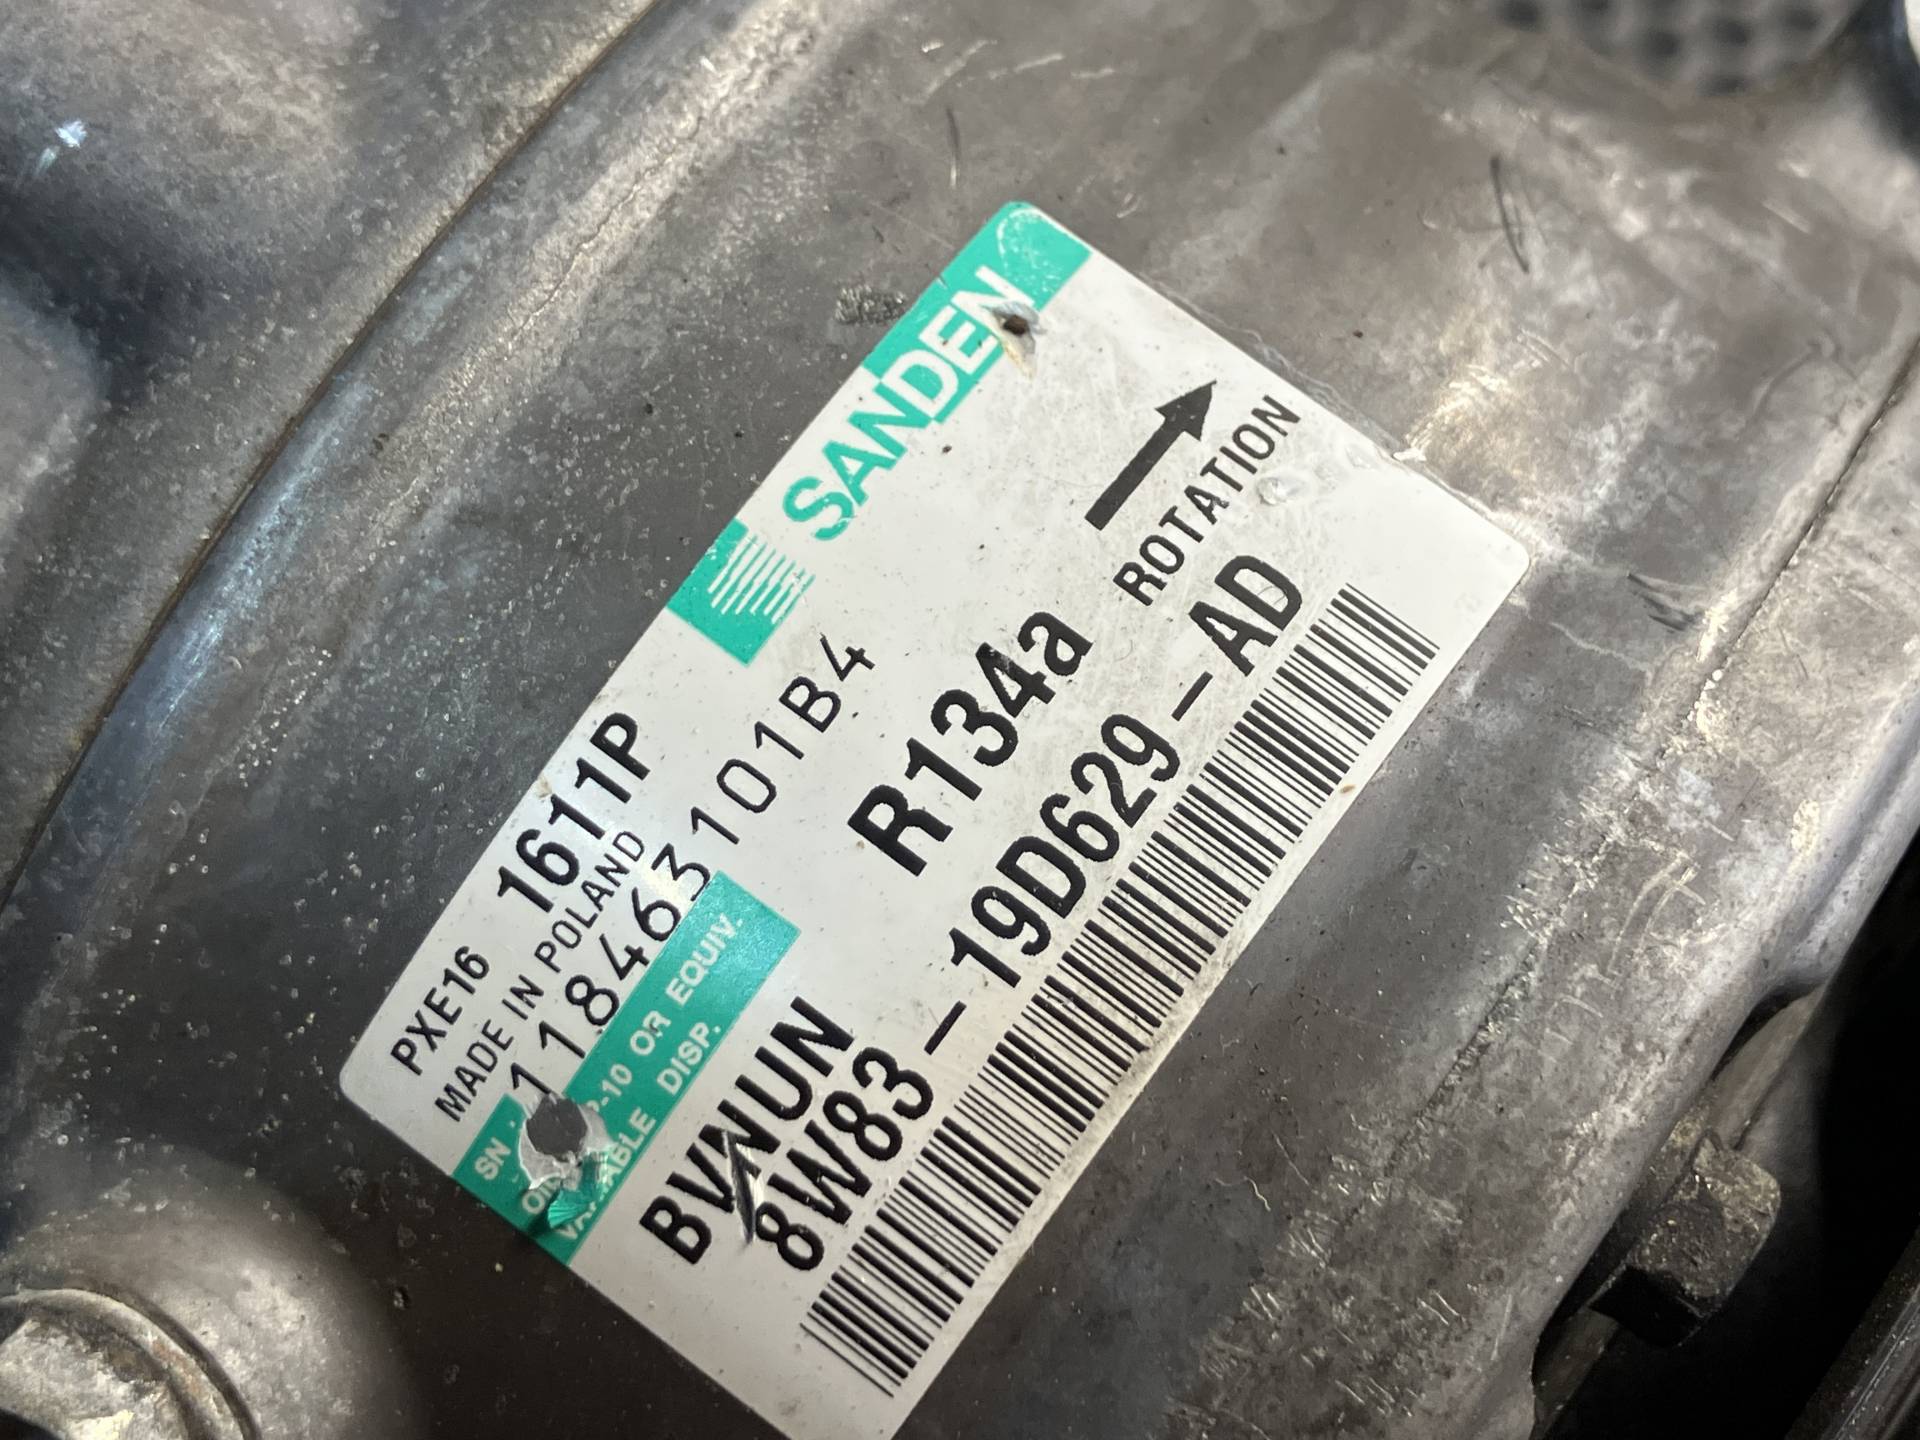 SANDEN
PXE16 1611P
MADE IN POLAND
SN 1184631 01B4
OR EQUIV.
DISP.
R134a
ROTATION
BVNUN
8W83-19D629-AD